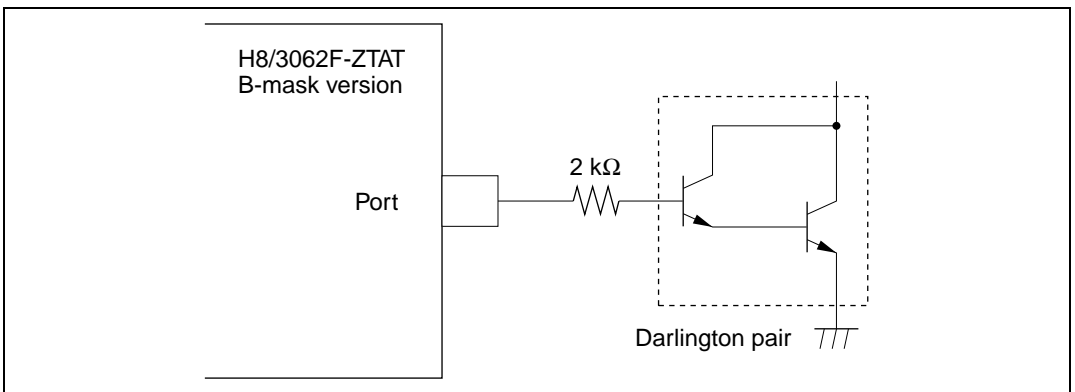 H8/3062F-ZTAT
B-mask version
2 kΩ
Port
Darlington pair